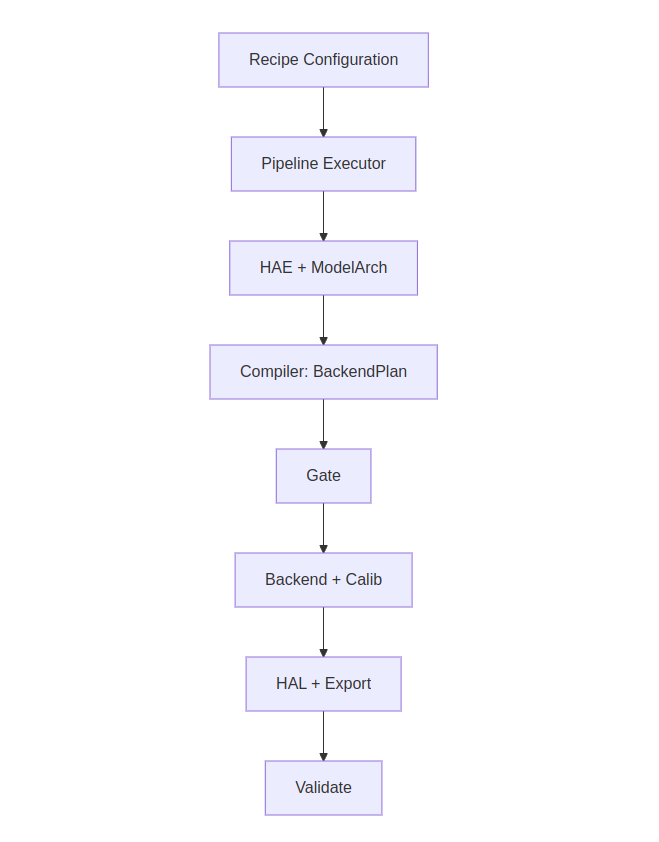 Recipe Configuration
Pipeline Executor
HAE + ModelArch
Compiler: BackendPlan
Gate
Backend + Calib
HAL + Export
Validate